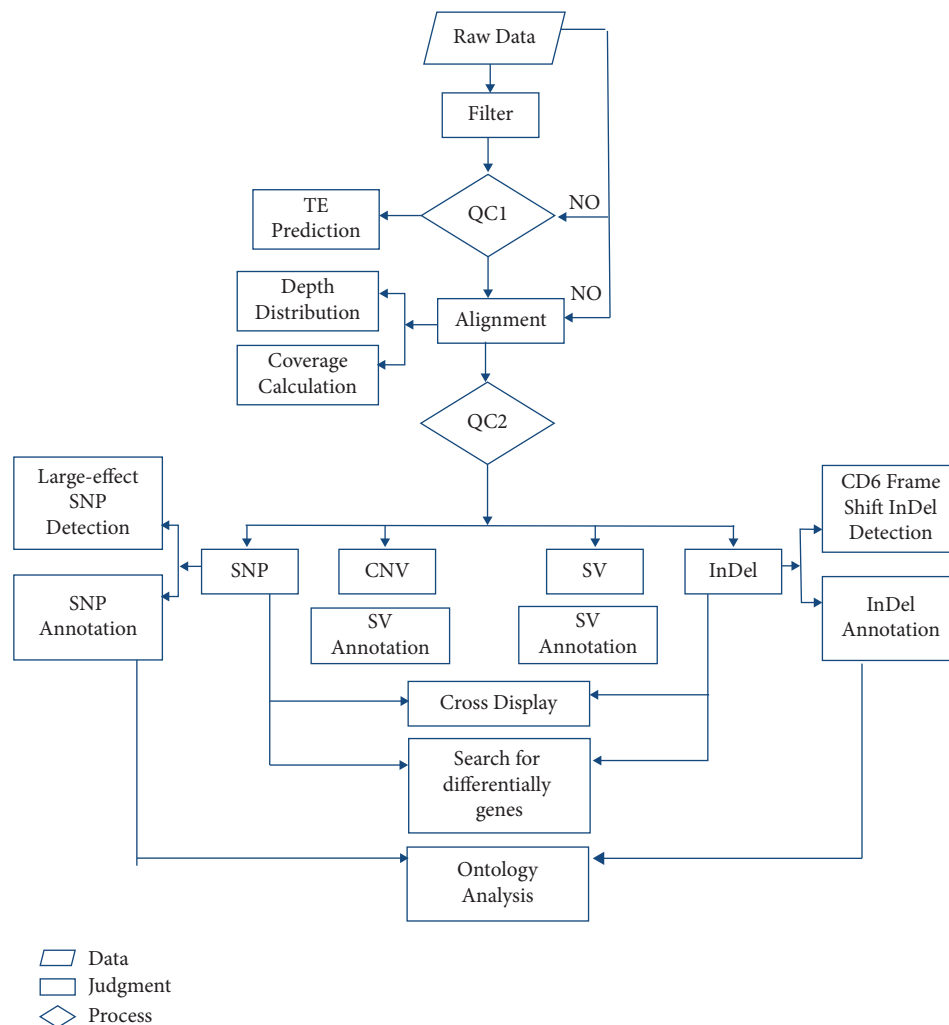 Raw Data
Filter
TE
Prediction
QC1
NO
Depth
Distribution
NO
Alignment
Coverage
Calculation
QC2
Large-effect
SNP
Detection
CD6 Frame
Shift InDel
Detection
SNP
CNV
SV
InDel
SNP
Annotation
SV
Annotation
SV
Annotation
InDel
Annotation
Cross Display
Search for
differentially
genes
Ontology
Analysis
Data
Judgment
Process